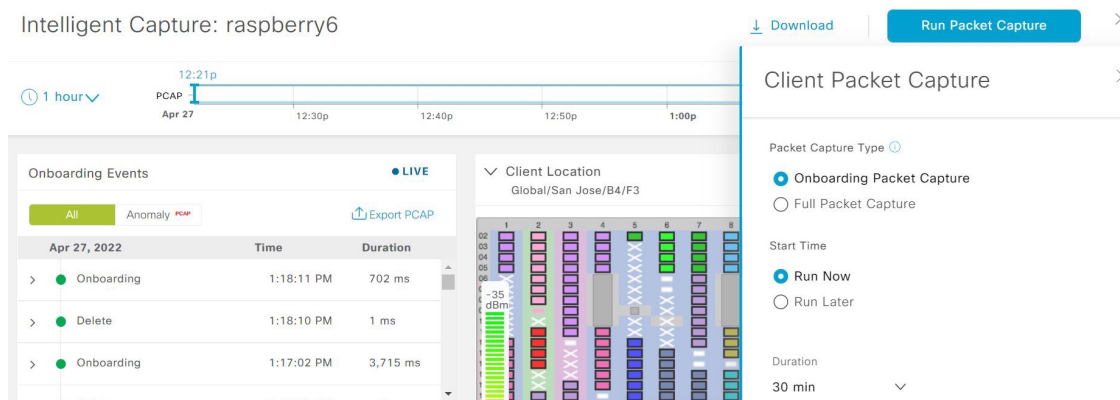 Intelligent Capture: raspberry6
Download
Run Packet Capture
12:21p
1 hour
PCAP
Apr 27
12:30p
12:40p
12:50p
1:00p
Onboarding Events
LIVE
All
Anomaly PCAP
Export PCAP
Apr 27, 2022 Time Duration
Onboarding 1:18:11 PM 702 ms
Delete 1:18:10 PM 1 ms
Onboarding 1:17:02 PM 3,715 ms
Client Location
Global/San Jose/B4/F3
1 2 3 4 5 6 7 8
02
03
04
05
-35
dBm
Client Packet Capture
Packet Capture Type
Onboarding Packet Capture
Full Packet Capture
Start Time
Run Now
Run Later
Duration
30 min